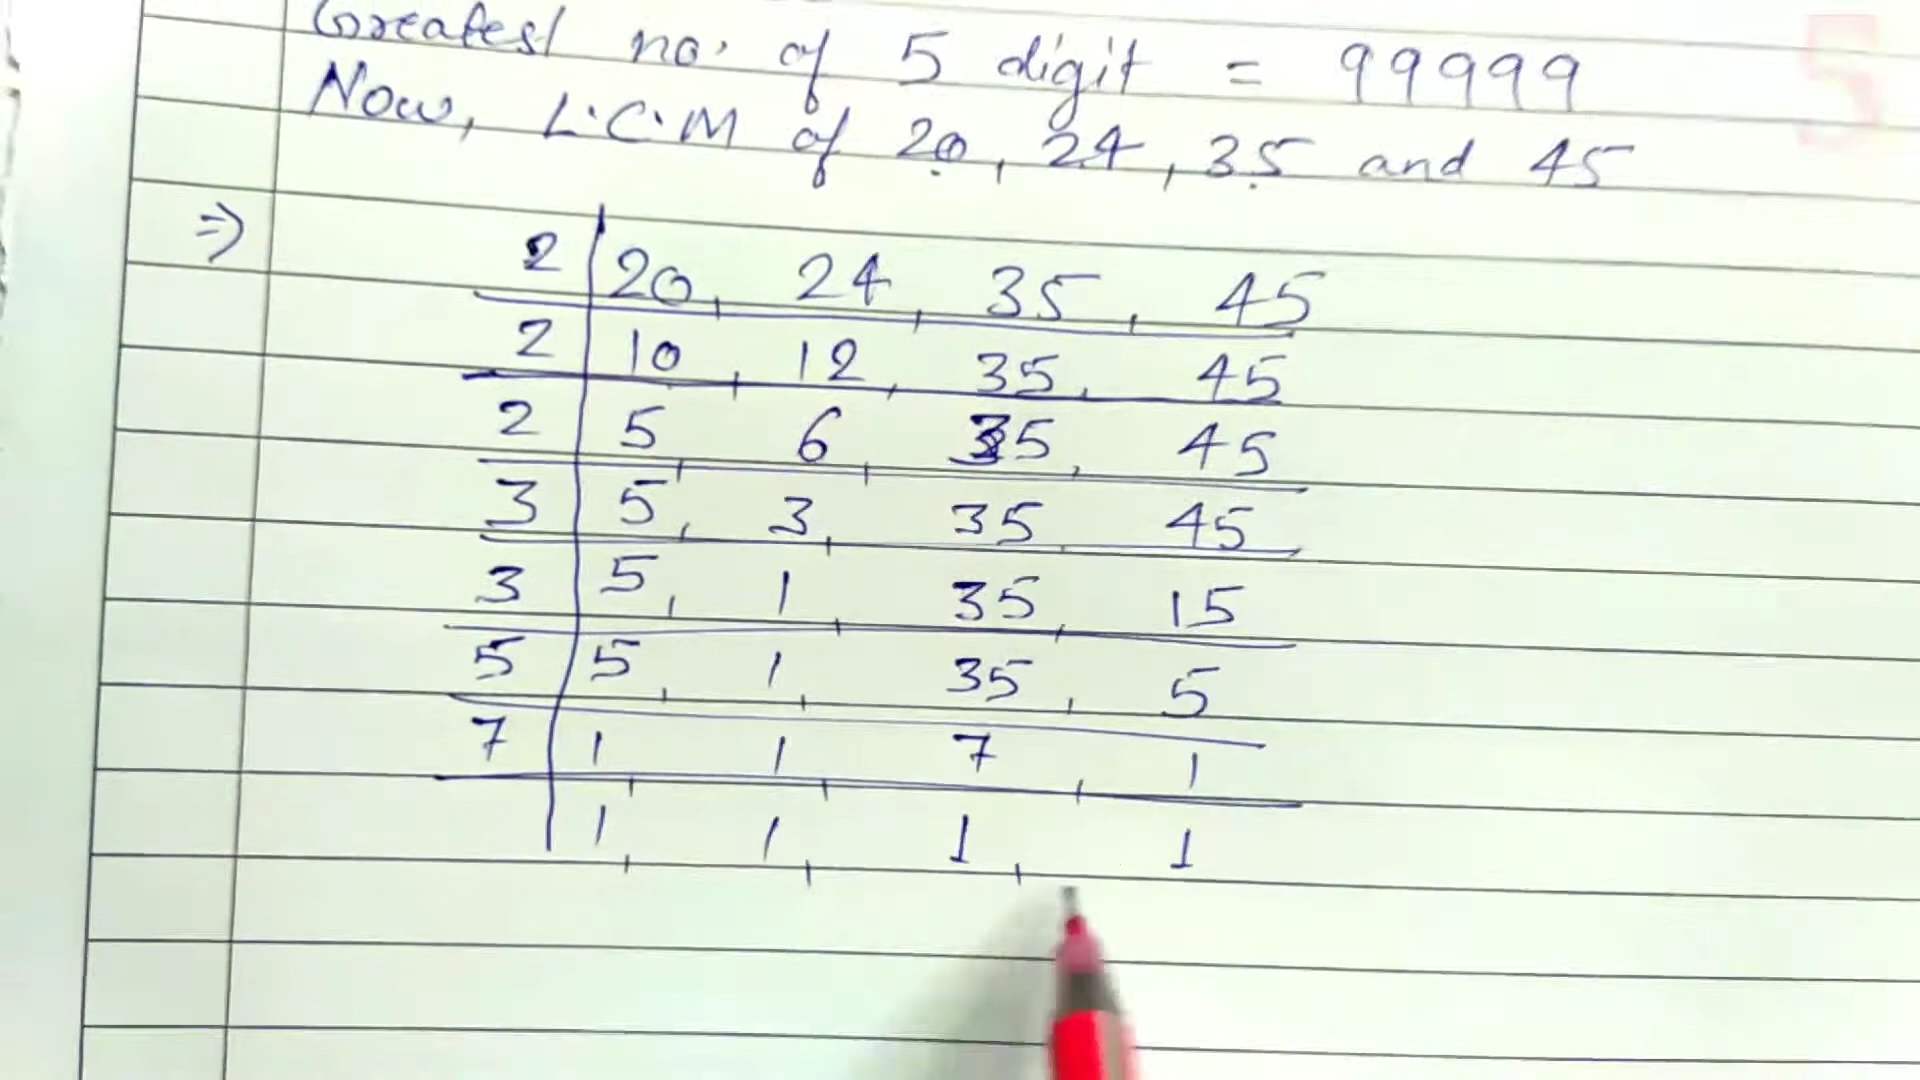 Greatest no. of 5 digit = 99999
Now, L.C.M of 20, 24, 35 and 45
⇒ 2 | 20, 24, 35, 45
2 | 10, 12, 35, 45
2 | 5, 6, 35, 45
3 | 5, 3, 35, 45
3 | 5, 1, 35, 15
5 | 5, 1, 35, 5
7 | 1, 1, 7, 1
1, 1, 1, 1